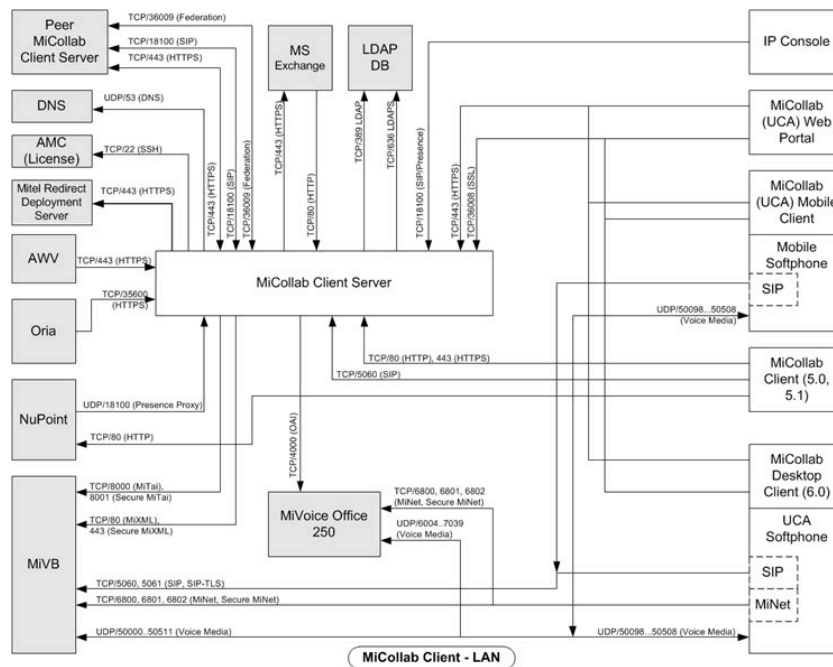 Peer
MiCollab
Client Server
TCP/36009 (Federation)
TCP/18100 (SIP)
TCP/443 (HTTPS)
MS
Exchange
LDAP
DB
IP Console
DNS
UDP/53 (DNS)
AMC
(License)
TCP/22 (SSH)
Mitel Redirect
Deployment
Server
TCP/443 (HTTPS)
TCP/443 (HTTPS)
TCP/18100 (SIP)
TCP/36009 (Federation)
TCP/443 (HTTPS)
TCP/80 (HTTP)
TCP/389 LDAP
TCP/636 LDAPS
TCP/18100 (SIP/Presence)
TCP/443 (HTTPS)
TCP/36008 (SSL)
MiCollab
(UCA) Web
Portal
MiCollab
(UCA) Mobile
Client
Mobile
Softphone
SIP
UDP/50098...50508
(Voice Media)
AWV
TCP/443 (HTTPS)
MiCollab Client Server
Oria
TCP/35600
(HTTPS)
TCP/80 (HTTP), 443 (HTTPS)
TCP/5060 (SIP)
MiCollab
Client (5.0,
5.1)
NuPoint
UDP/18100 (Presence Proxy)
TCP/80 (HTTP)
TCP/4000 (OAI)
MiCollab
Desktop
Client (6.0)
TCP/8000 (MiTai),
8001 (Secure MiTai)
TCP/80 (MiXML),
443 (Secure MiXML)
MiVoice Office
250
TCP/6800, 6801, 6802
(MiNet, Secure MiNet)
UDP/6004..7039
(Voice Media)
UCA
Softphone
SIP
MiNet
MiVB
TCP/5060, 5061 (SIP, SIP-TLS)
TCP/6800, 6801, 6802 (MiNet, Secure MiNet)
UDP/50000..50511 (Voice Media)
UDP/50098...50508 (Voice Media)
MiCollab Client - LAN